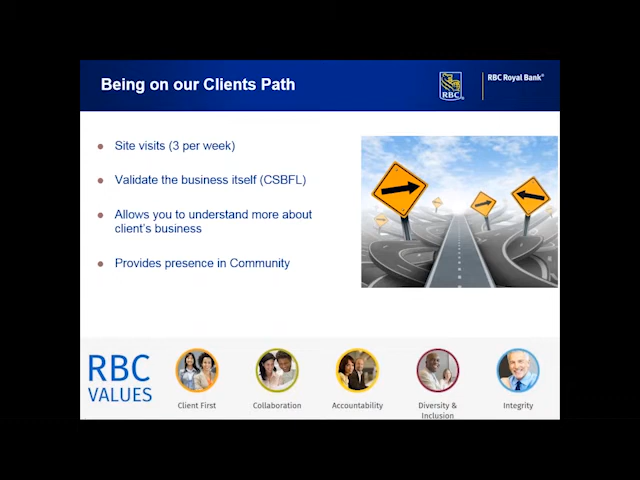 Being on our Clients Path
RBC
RBC Royal Bank®
Site visits (3 per week)
Validate the business itself (CSBFL)
Allows you to understand more about
client's business
Provides presence in Community
RBC
VALUES
Client First
Collaboration
Accountability
Diversity &
Inclusion
Integrity